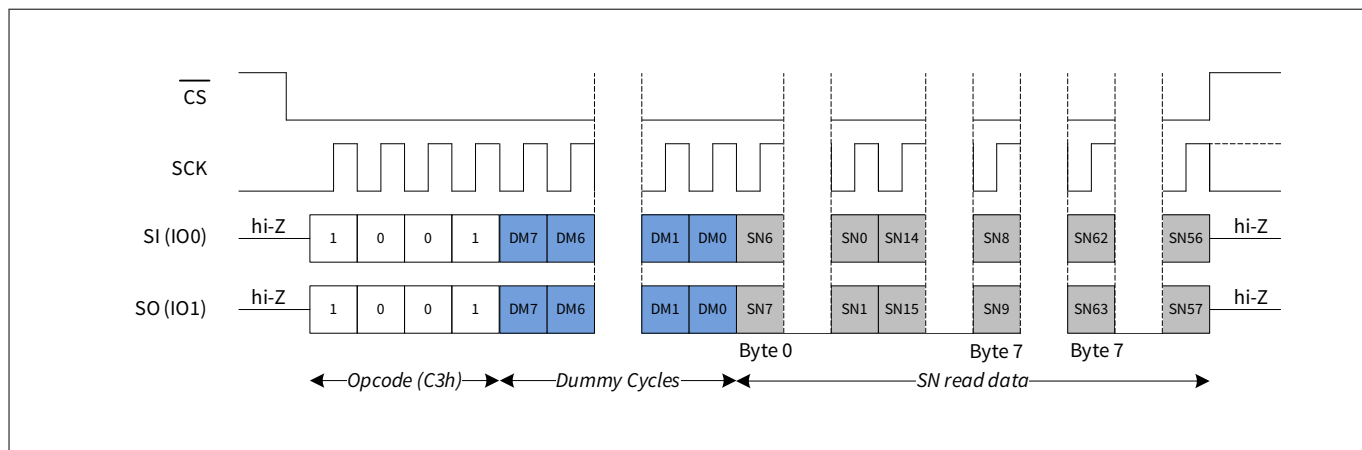 CS
SCK
SI (IO0) hi-Z 1 0 0 1 DM7 DM6 DM1 DM0 SN6 SN0 SN14 SN8 SN62 SN56 hi-Z
SO (IO1) hi-Z 1 0 0 1 DM7 DM6 DM1 DM0 SN7 SN1 SN15 SN9 SN63 SN57 hi-Z
Byte 0 Byte 7 Byte 7
Opcode (C3h) Dummy Cycles SN read data